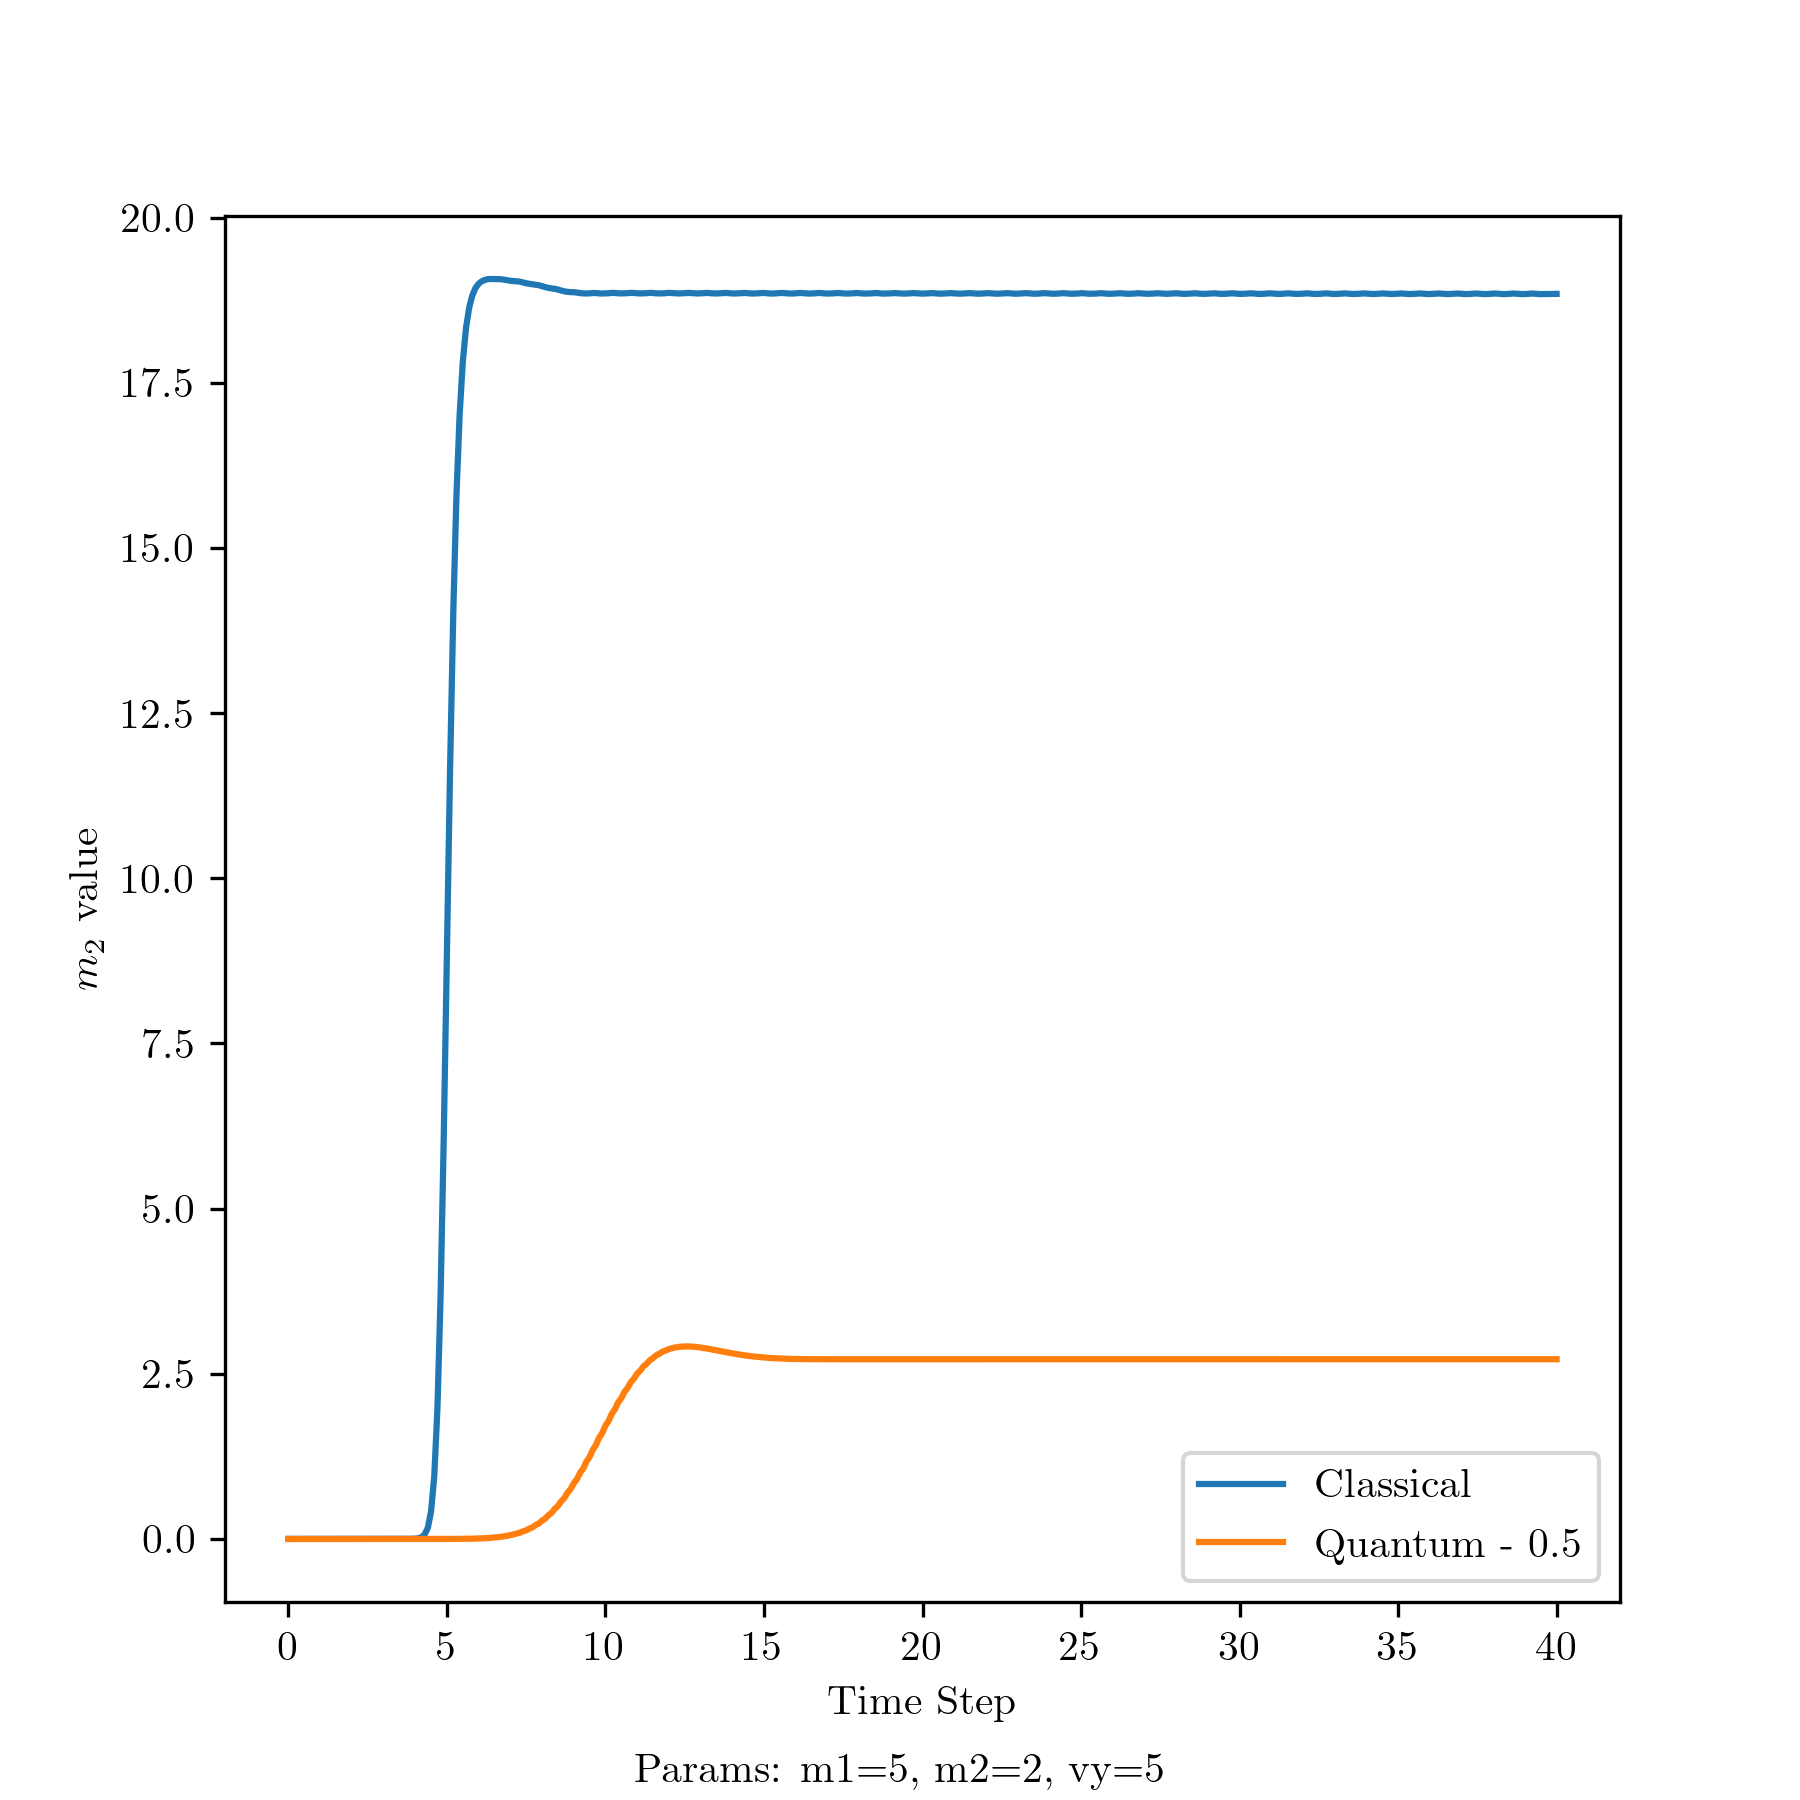 20.0
17.5
15.0
12.5
10.0
7.5
5.0
2.5
0.0
m₂ value
Classical
Quantum - 0.5
0 5 10 15 20 25 30 35 40
Time Step
Params: m1=5, m2=2, vy=5